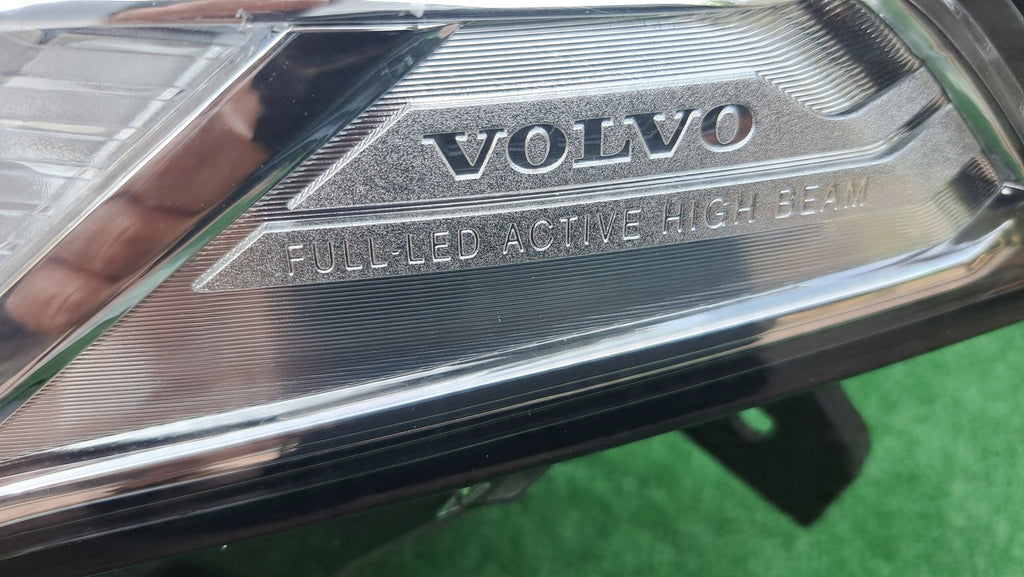 VOLVO
FULL-LED ACTIVE HIGH BEAM